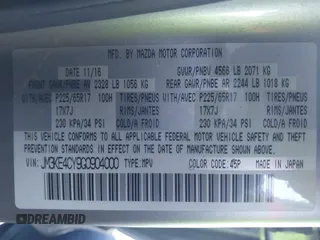 MFD. BY MAZDA MOTOR CORPORATION
DATE 11/16 GVWR/PNBV 4566 LB 2071 KG
FRONT GAWR/PNBE AV 2328 LB 1056 KG REAR GAWR/PNBE AR 2244 LB 1018 KG
WITH/AVEC P225/65R17 100H TIRES/PNEUS WITH/AVEC P225/65R17 100H TIRES/PNEUS
17X7J RIMS/JANTES 17X7J RIMS/JANTES
230 KPA/34 PSI COLD/A FROID 230 KPA/34 PSI COLD/A FROID
THIS VEHICLE CONFORMS TO ALL APPLICABLE FEDERAL MOTOR VEHICLE SAFETY, BUMPER,
AND THEFT PREVENTION STANDARDS IN EFFECT ON THE DATE OF MANUFACTURE SHOWN ABOVE.
JM3KE4CY9G0904000 TYPE: MPV COLOR CODE: 45P MADE IN JAPAN
AUTOBIDMASTER